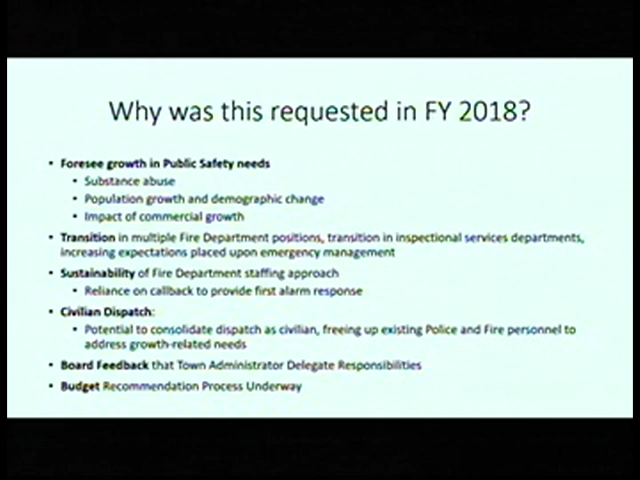 Why was this requested in FY 2018?
• Foresee growth in Public Safety needs
• Substance abuse
• Population growth and demographic change
• Impact of commercial growth
• Transition in multiple Fire Department positions, transition in inspectional services departments,
increasing expectations placed upon emergency management
• Sustainability of Fire Department staffing approach
• Reliance on callback to provide first alarm response
• Civilian Dispatch:
• Potential to consolidate dispatch as civilian, freeing up existing Police and Fire personnel to
address growth-related needs
• Board Feedback that Town Administrator Delegate Responsibilities
• Budget Recommendation Process Underway